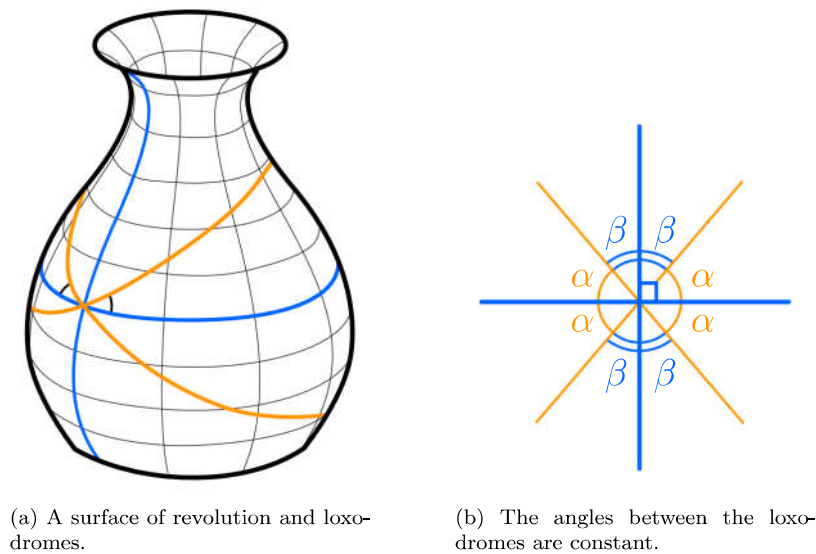 β β
α α
α α
β β
(a) A surface of revolution and loxo-
dromes.
(b) The angles between the loxo-
dromes are constant.